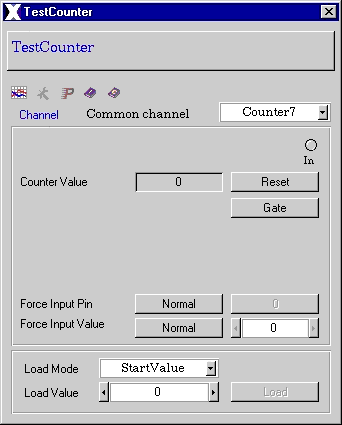 TestCounter
TestCounter
Channel Common channel Counter7
In
Counter Value 0 Reset
Gate
Force Input Pin Normal 0
Force Input Value Normal 0
Load Mode StartValue
Load Value 0 Load